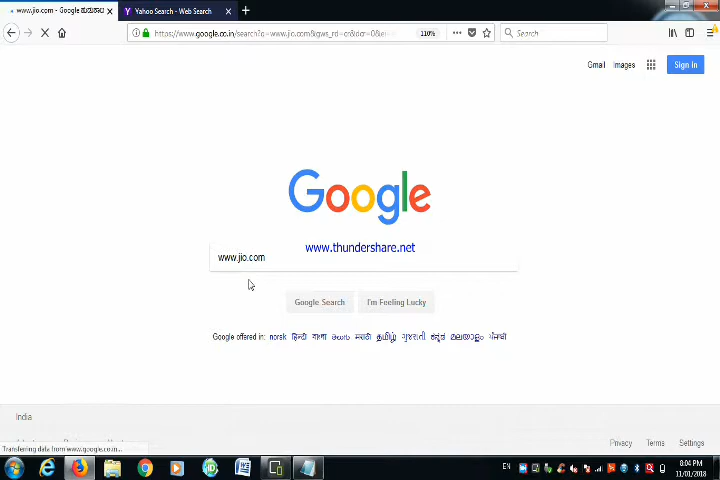 www.jio.com - Google
Yahoo Search - Web Search
https://www.google.co.in/search?
110%
Search
Gmail Images
Sign in
Google
www.thundershare.net
www.jio.com
Google Search I'm Feeling Lucky
Google offered in: norsk हिन्दी বাংলা తెలుగు मराठी தமிழ் ગુજરાતી ಕನ್ನಡ മലയാളം ਪੰਜਾਬੀ
India
Privacy Terms Settings
Transferring data from www.google.co.in...
EN
8:04 PM
11/01/2018